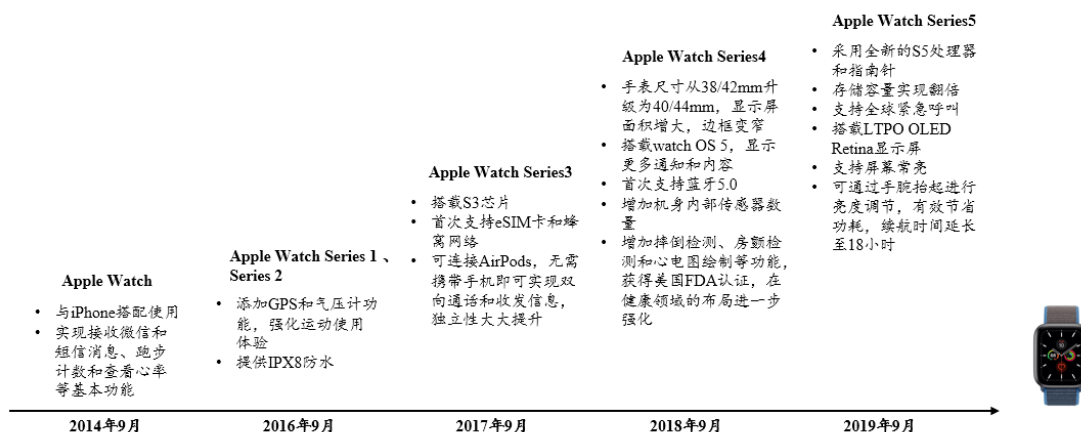 Apple Watch
• 与iPhone搭配使用
• 实现接收微信和
短信消息、跑步
计数和查看心率
等基本功能
2014年9月
Apple Watch Series 1 、
Series 2
• 添加GPS和气压计功
能，强化运动使用
体验
• 提供IPX8防水
2016年9月
Apple Watch Series3
• 搭载S3芯片
• 首次支持eSIM卡和蜂
窝网络
• 可连接AirPods，无需
携带手机即可实现双
向通话和收发信息，
独立性大大提升
2017年9月
Apple Watch Series4
• 手表尺寸从38/42mm升
级为40/44mm，显示屏
面积增大，边框变窄
• 搭载watch OS 5，显示
更多通知和内容
• 首次支持蓝牙5.0
• 增加机身内部传感器数
量
• 增加摔倒检测、房颤检
测和心电图绘制等功能，
获得美国FDA认证，在
健康领域的布局进一步
强化
2018年9月
Apple Watch Series5
• 采用全新的S5处理器
和指南针
• 存储容量实现翻倍
• 支持全球紧急呼叫
• 搭载LTPO OLED
Retina显示屏
• 支持屏幕常亮
• 可通过手腕抬起进行
亮度调节，有效节省
功耗，续航时间延长
至18小时
2019年9月